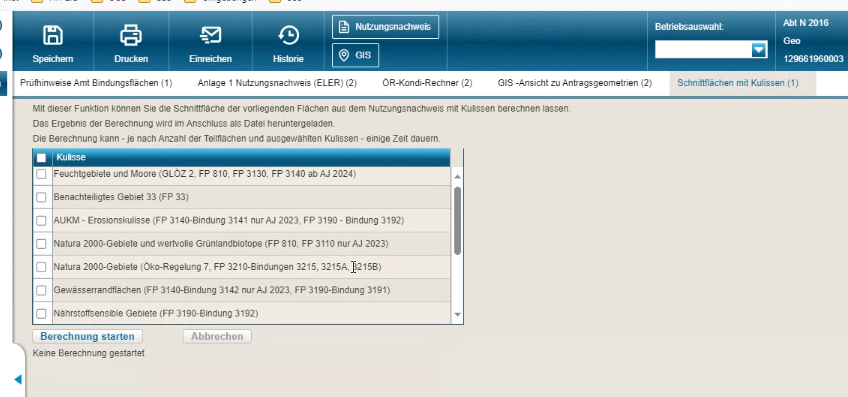 Nutzungsnachweis
Betriebsauswahl:
Abt N 2016
Geo
129661960003
Speichern
Drucken
Einreichen
Historie
GIS
Prüfhinweise Amt Bindungsflächen (1)
Anlage 1 Nutzungsnachweis (ELER) (2)
ÖR-Kondi-Rechner (2)
GIS -Ansicht zu Antragsgeometrien (2)
Schnittflächen mit Kulissen (1)
Mit dieser Funktion können Sie die Schnittfläche der vorliegenden Flächen aus dem Nutzungsnachweis mit Kulissen berechnen lassen.
Das Ergebnis der Berechnung wird im Anschluss als Datei heruntergeladen.
Die Berechnung kann - je nach Anzahl der Teilflächen und ausgewählten Kulissen - einige Zeit dauern.
Kulisse
Feuchtgebiete und Moore (GLÖZ 2, FP 810, FP 3130, FP 3140 ab AJ 2024)
Benachteiligtes Gebiet 33 (FP 33)
AUKM - Erosionskulisse (FP 3140-Bindung 3141 nur AJ 2023, FP 3190 - Bindung 3192)
Natura 2000-Gebiete und wertvolle Grünlandbiotope (FP 810, FP 3110 nur AJ 2023)
Natura 2000-Gebiete (Öko-Regelung 7, FP 3210-Bindungen 3215, 3215A, 3215B)
Gewässerrandflächen (FP 3140-Bindung 3142 nur AJ 2023, FP 3190-Bindung 3191)
Nährstoffsensible Gebiete (FP 3190-Bindung 3192)
Berechnung starten
Abbrechen
Keine Berechnung gestartet